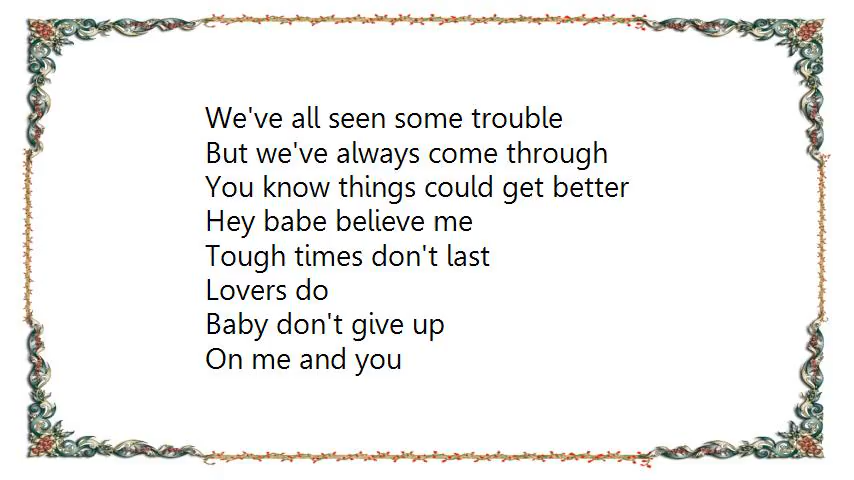 We've all seen some trouble
But we've always come through
You know things could get better
Hey babe believe me
Tough times don't last
Lovers do
Baby don't give up
On me and you